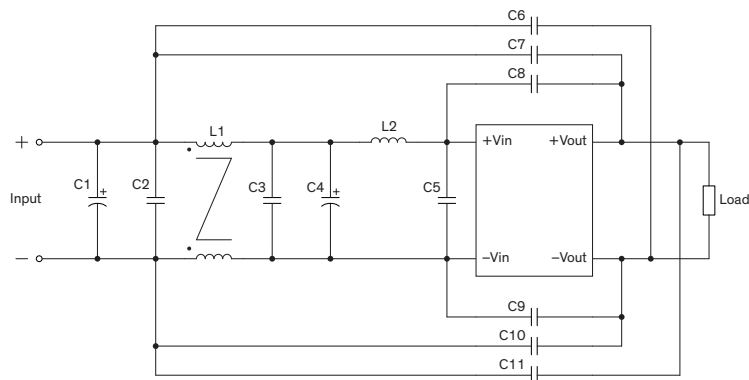 C6
C7
C8
L1
L2
+
+Vin
+Vout
Input
C1
+
C2
C3
C4
+
C5
Load
−
−Vin
−Vout
C9
C10
C11